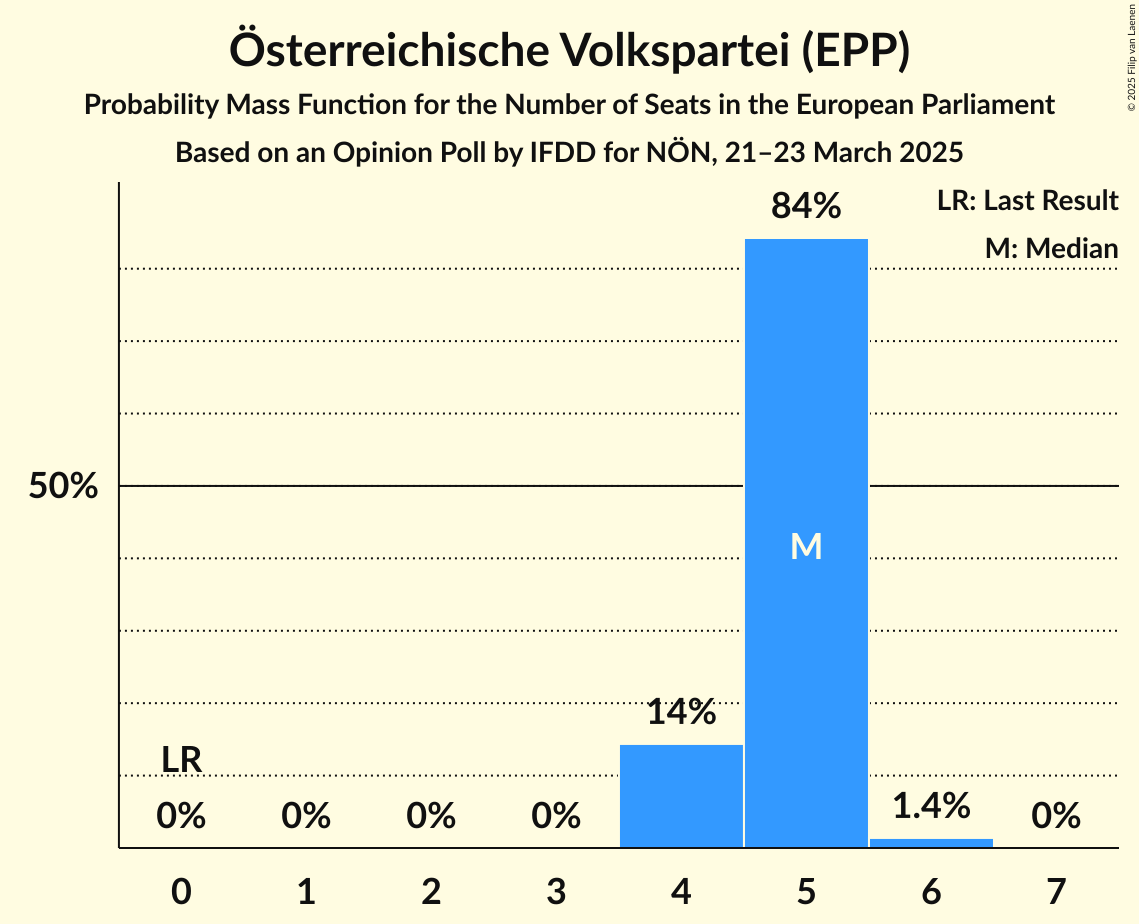 Österreichische Volkspartei (EPP)
Probability Mass Function for the Number of Seats in the European Parliament
Based on an Opinion Poll by IFDD for NÖN, 21–23 March 2025
© 2025 Filip van Laenen
LR: Last Result
M: Median
84%
50%
M
14%
LR
0% 0% 0% 0% 1.4% 0%
0 1 2 3 4 5 6 7